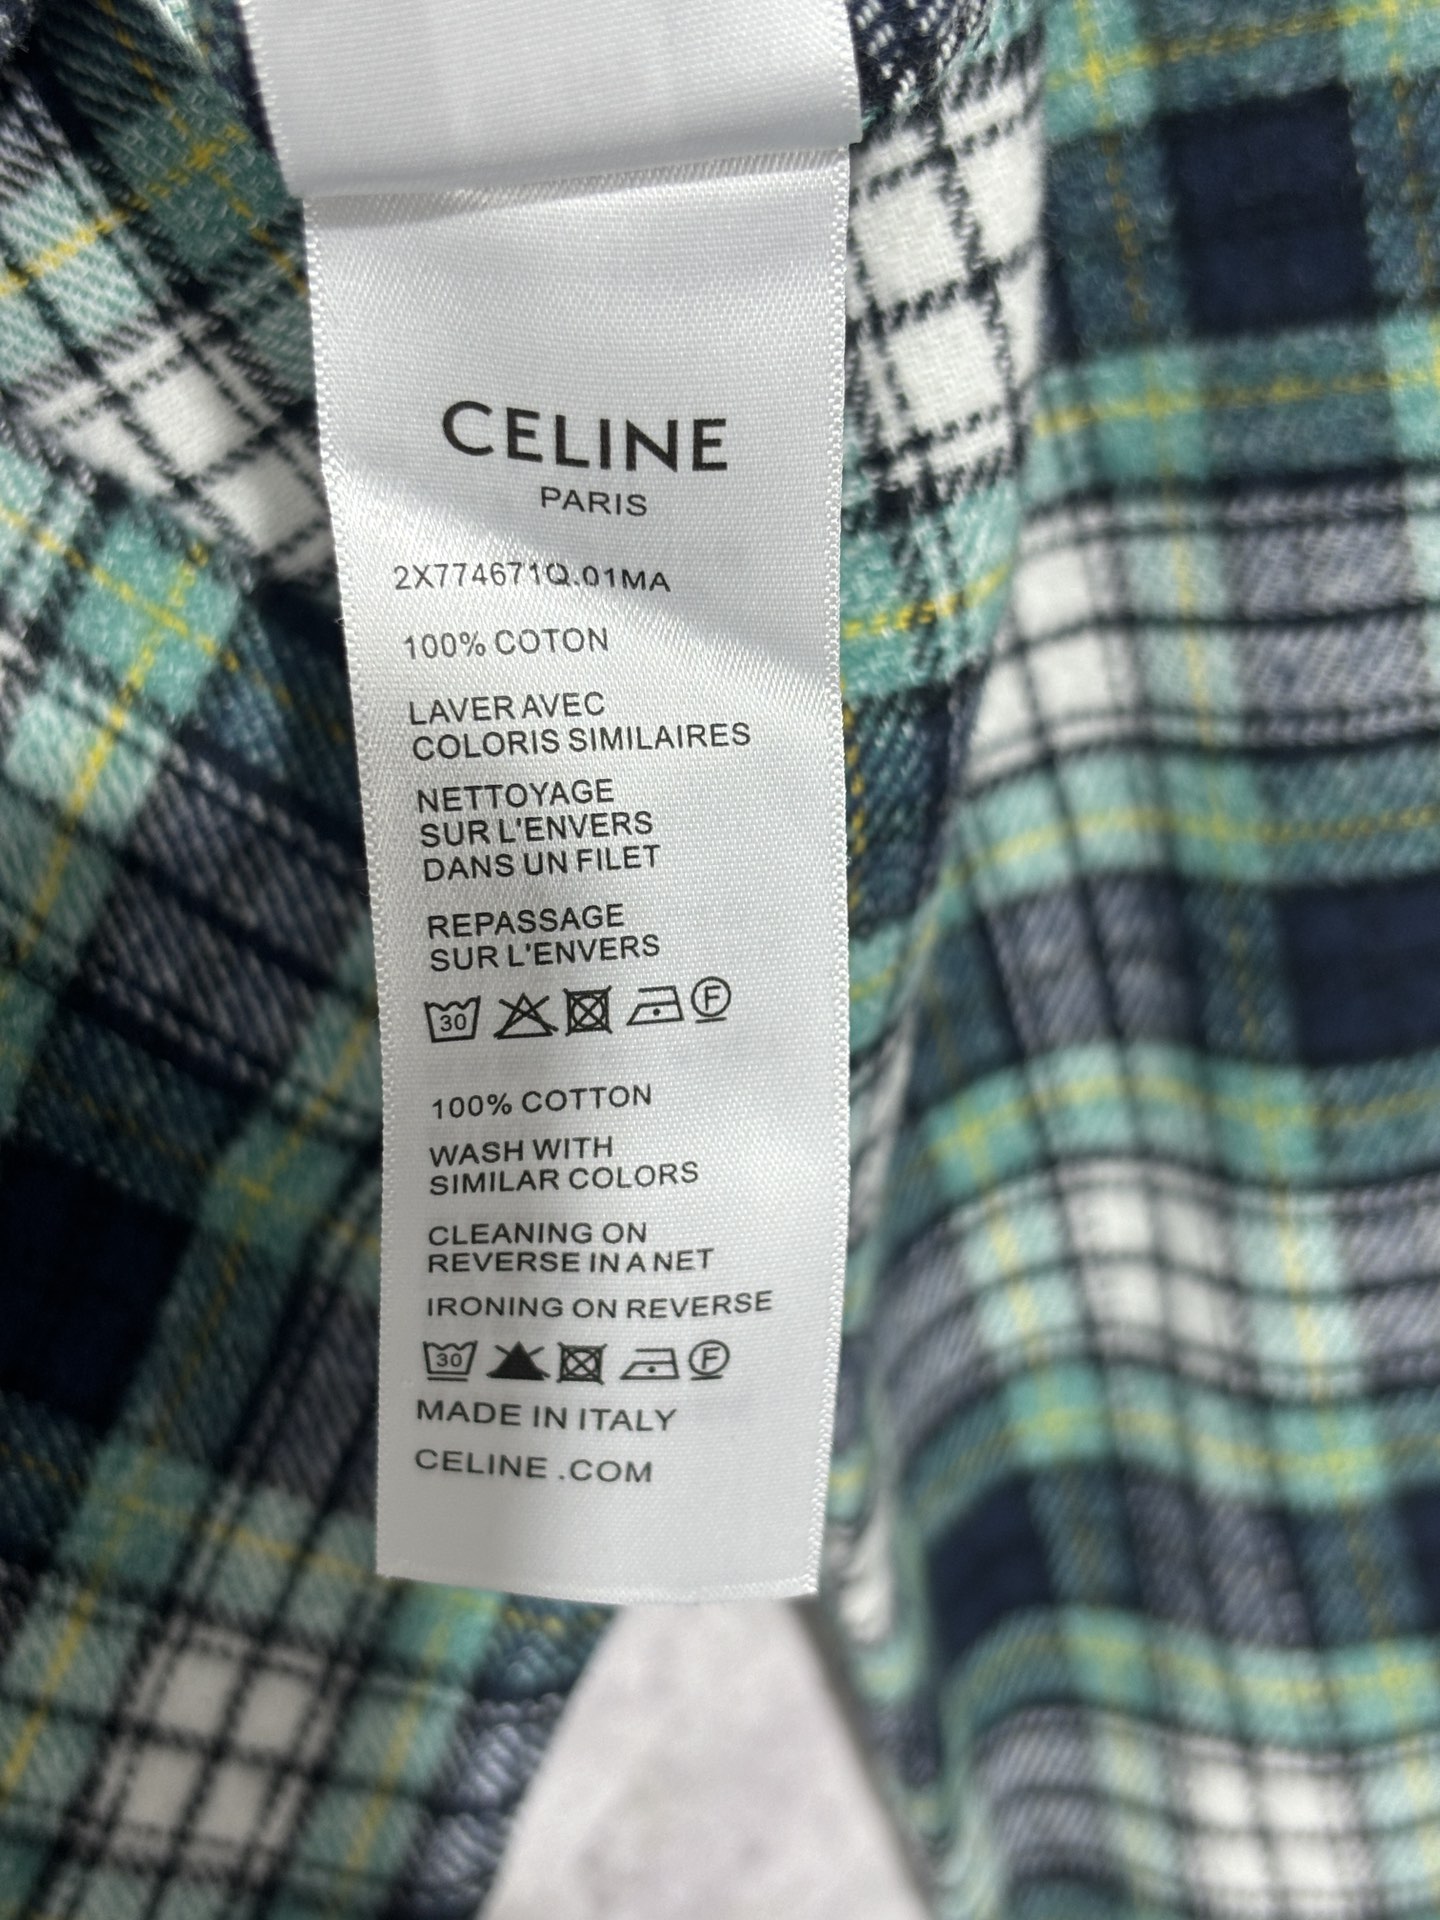 CELINE
PARIS
2X774671Q.01MA
100% COTON
LAVER AVEC
COLORIS SIMILAIRES
NETTOYAGE
SUR L'ENVERS
DANS UN FILET
REPASSAGE
SUR L'ENVERS
30 F
100% COTTON
WASH WITH
SIMILAR COLORS
CLEANING ON
REVERSE IN A NET
IRONING ON REVERSE
30 F
MADE IN ITALY
CELINE .COM